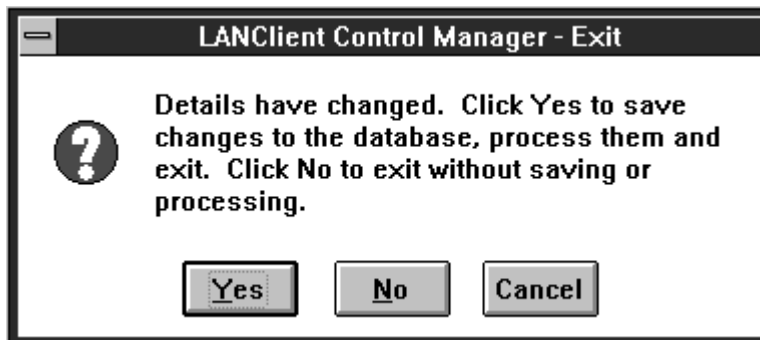 LANClient Control Manager - Exit
Details have changed.  Click Yes to save
changes to the database, process them and
exit.  Click No to exit without saving or
processing.
Yes No Cancel